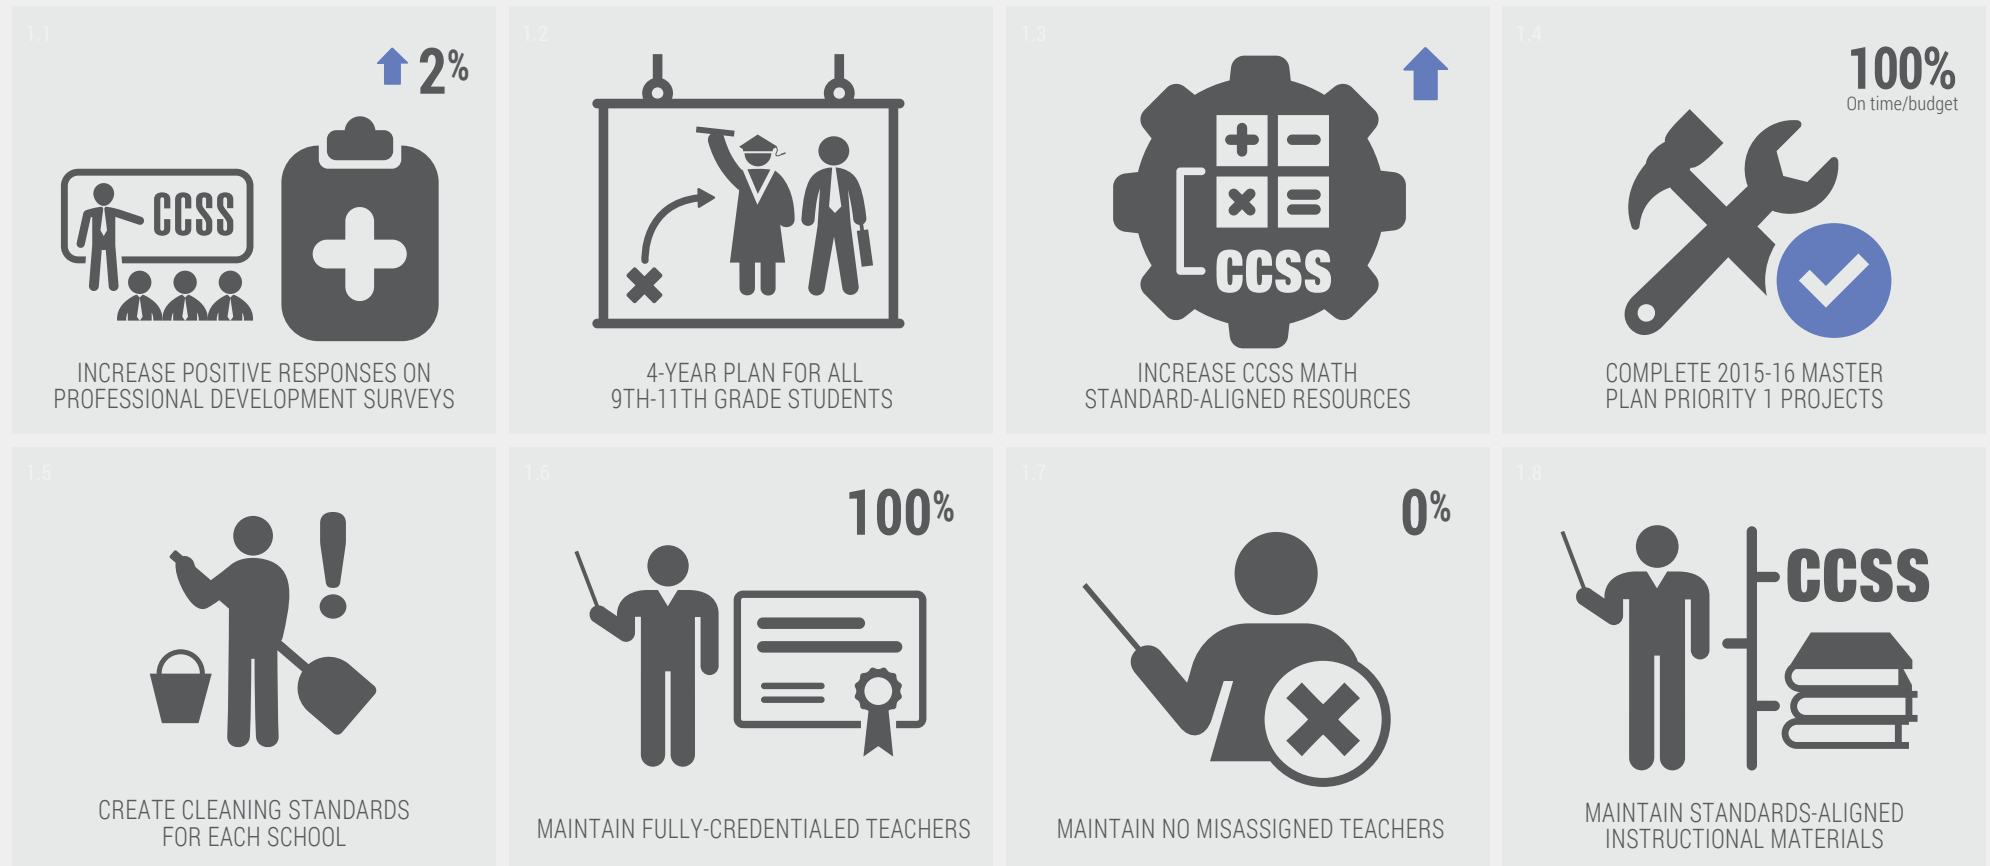 1.1
2%
CCSS
INCREASE POSITIVE RESPONSES ON
PROFESSIONAL DEVELOPMENT SURVEYS
1.2
4-YEAR PLAN FOR ALL
9TH-11TH GRADE STUDENTS
1.3
CCSS
INCREASE CCSS MATH
STANDARD-ALIGNED RESOURCES
1.4
100%
On time/budget
COMPLETE 2015-16 MASTER
PLAN PRIORITY 1 PROJECTS
1.5
CREATE CLEANING STANDARDS
FOR EACH SCHOOL
1.6
100%
MAINTAIN FULLY-CREDENTIALED TEACHERS
1.7
0%
MAINTAIN NO MISASSIGNED TEACHERS
1.8
CCSS
MAINTAIN STANDARDS-ALIGNED
INSTRUCTIONAL MATERIALS